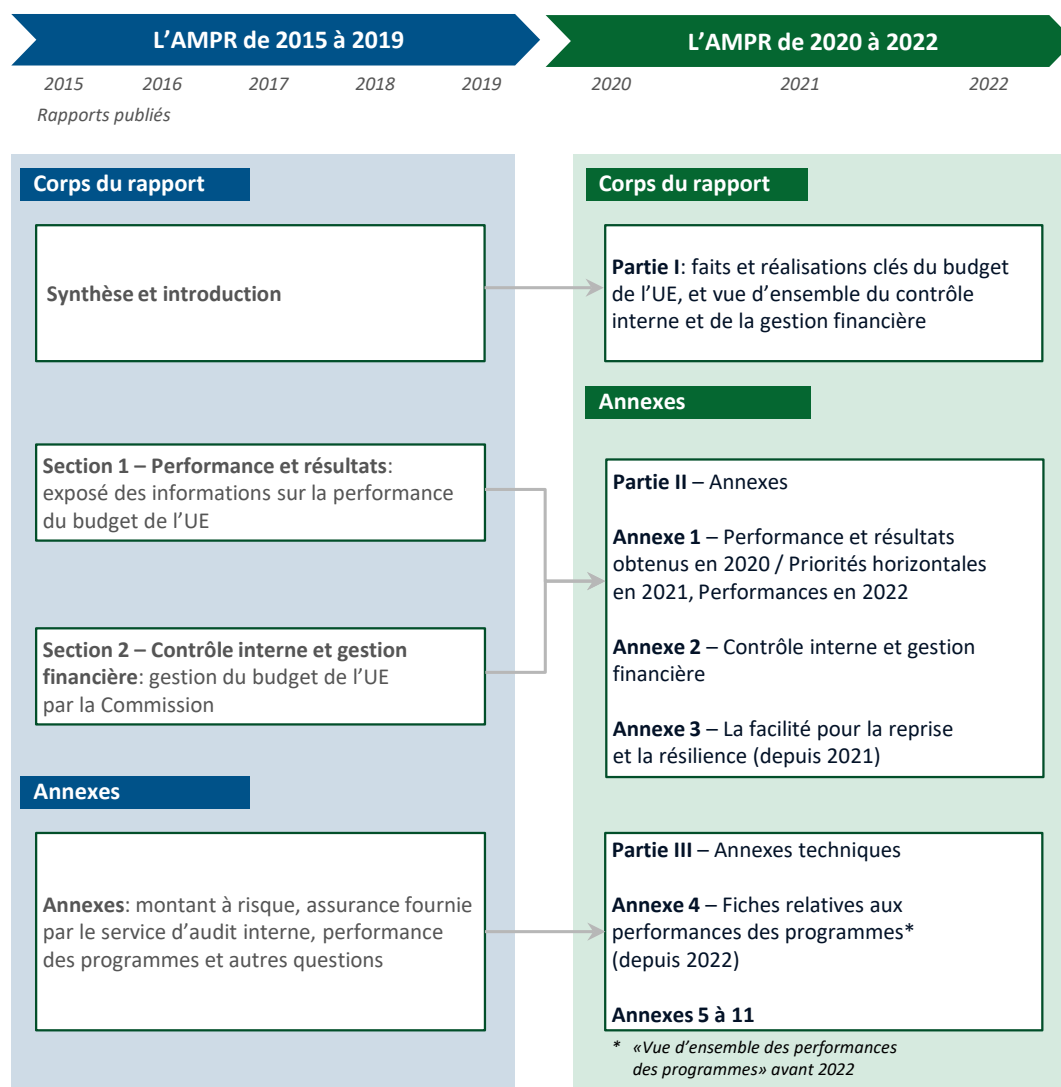 L'AMPR de 2015 à 2019
2015 2016 2017 2018 2019
Rapports publiés
Corps du rapport
Synthèse et introduction
Section 1 – Performance et résultats:
exposé des informations sur la performance
du budget de l'UE
Section 2 – Contrôle interne et gestion
financière: gestion du budget de l'UE
par la Commission
Annexes
Annexes: montant à risque, assurance fournie
par le service d'audit interne, performance
des programmes et autres questions
L'AMPR de 2020 à 2022
2020 2021 2022
Corps du rapport
Partie I: faits et réalisations clés du budget
de l'UE, et vue d'ensemble du contrôle
interne et de la gestion financière
Annexes
Partie II – Annexes
Annexe 1 – Performance et résultats
obtenus en 2020 / Priorités horizontales
en 2021, Performances en 2022
Annexe 2 – Contrôle interne et gestion
financière
Annexe 3 – La facilité pour la reprise
et la résilience (depuis 2021)
Partie III – Annexes techniques
Annexe 4 – Fiches relatives aux
performances des programmes*
(depuis 2022)
Annexes 5 à 11
* «Vue d'ensemble des performances
des programmes» avant 2022